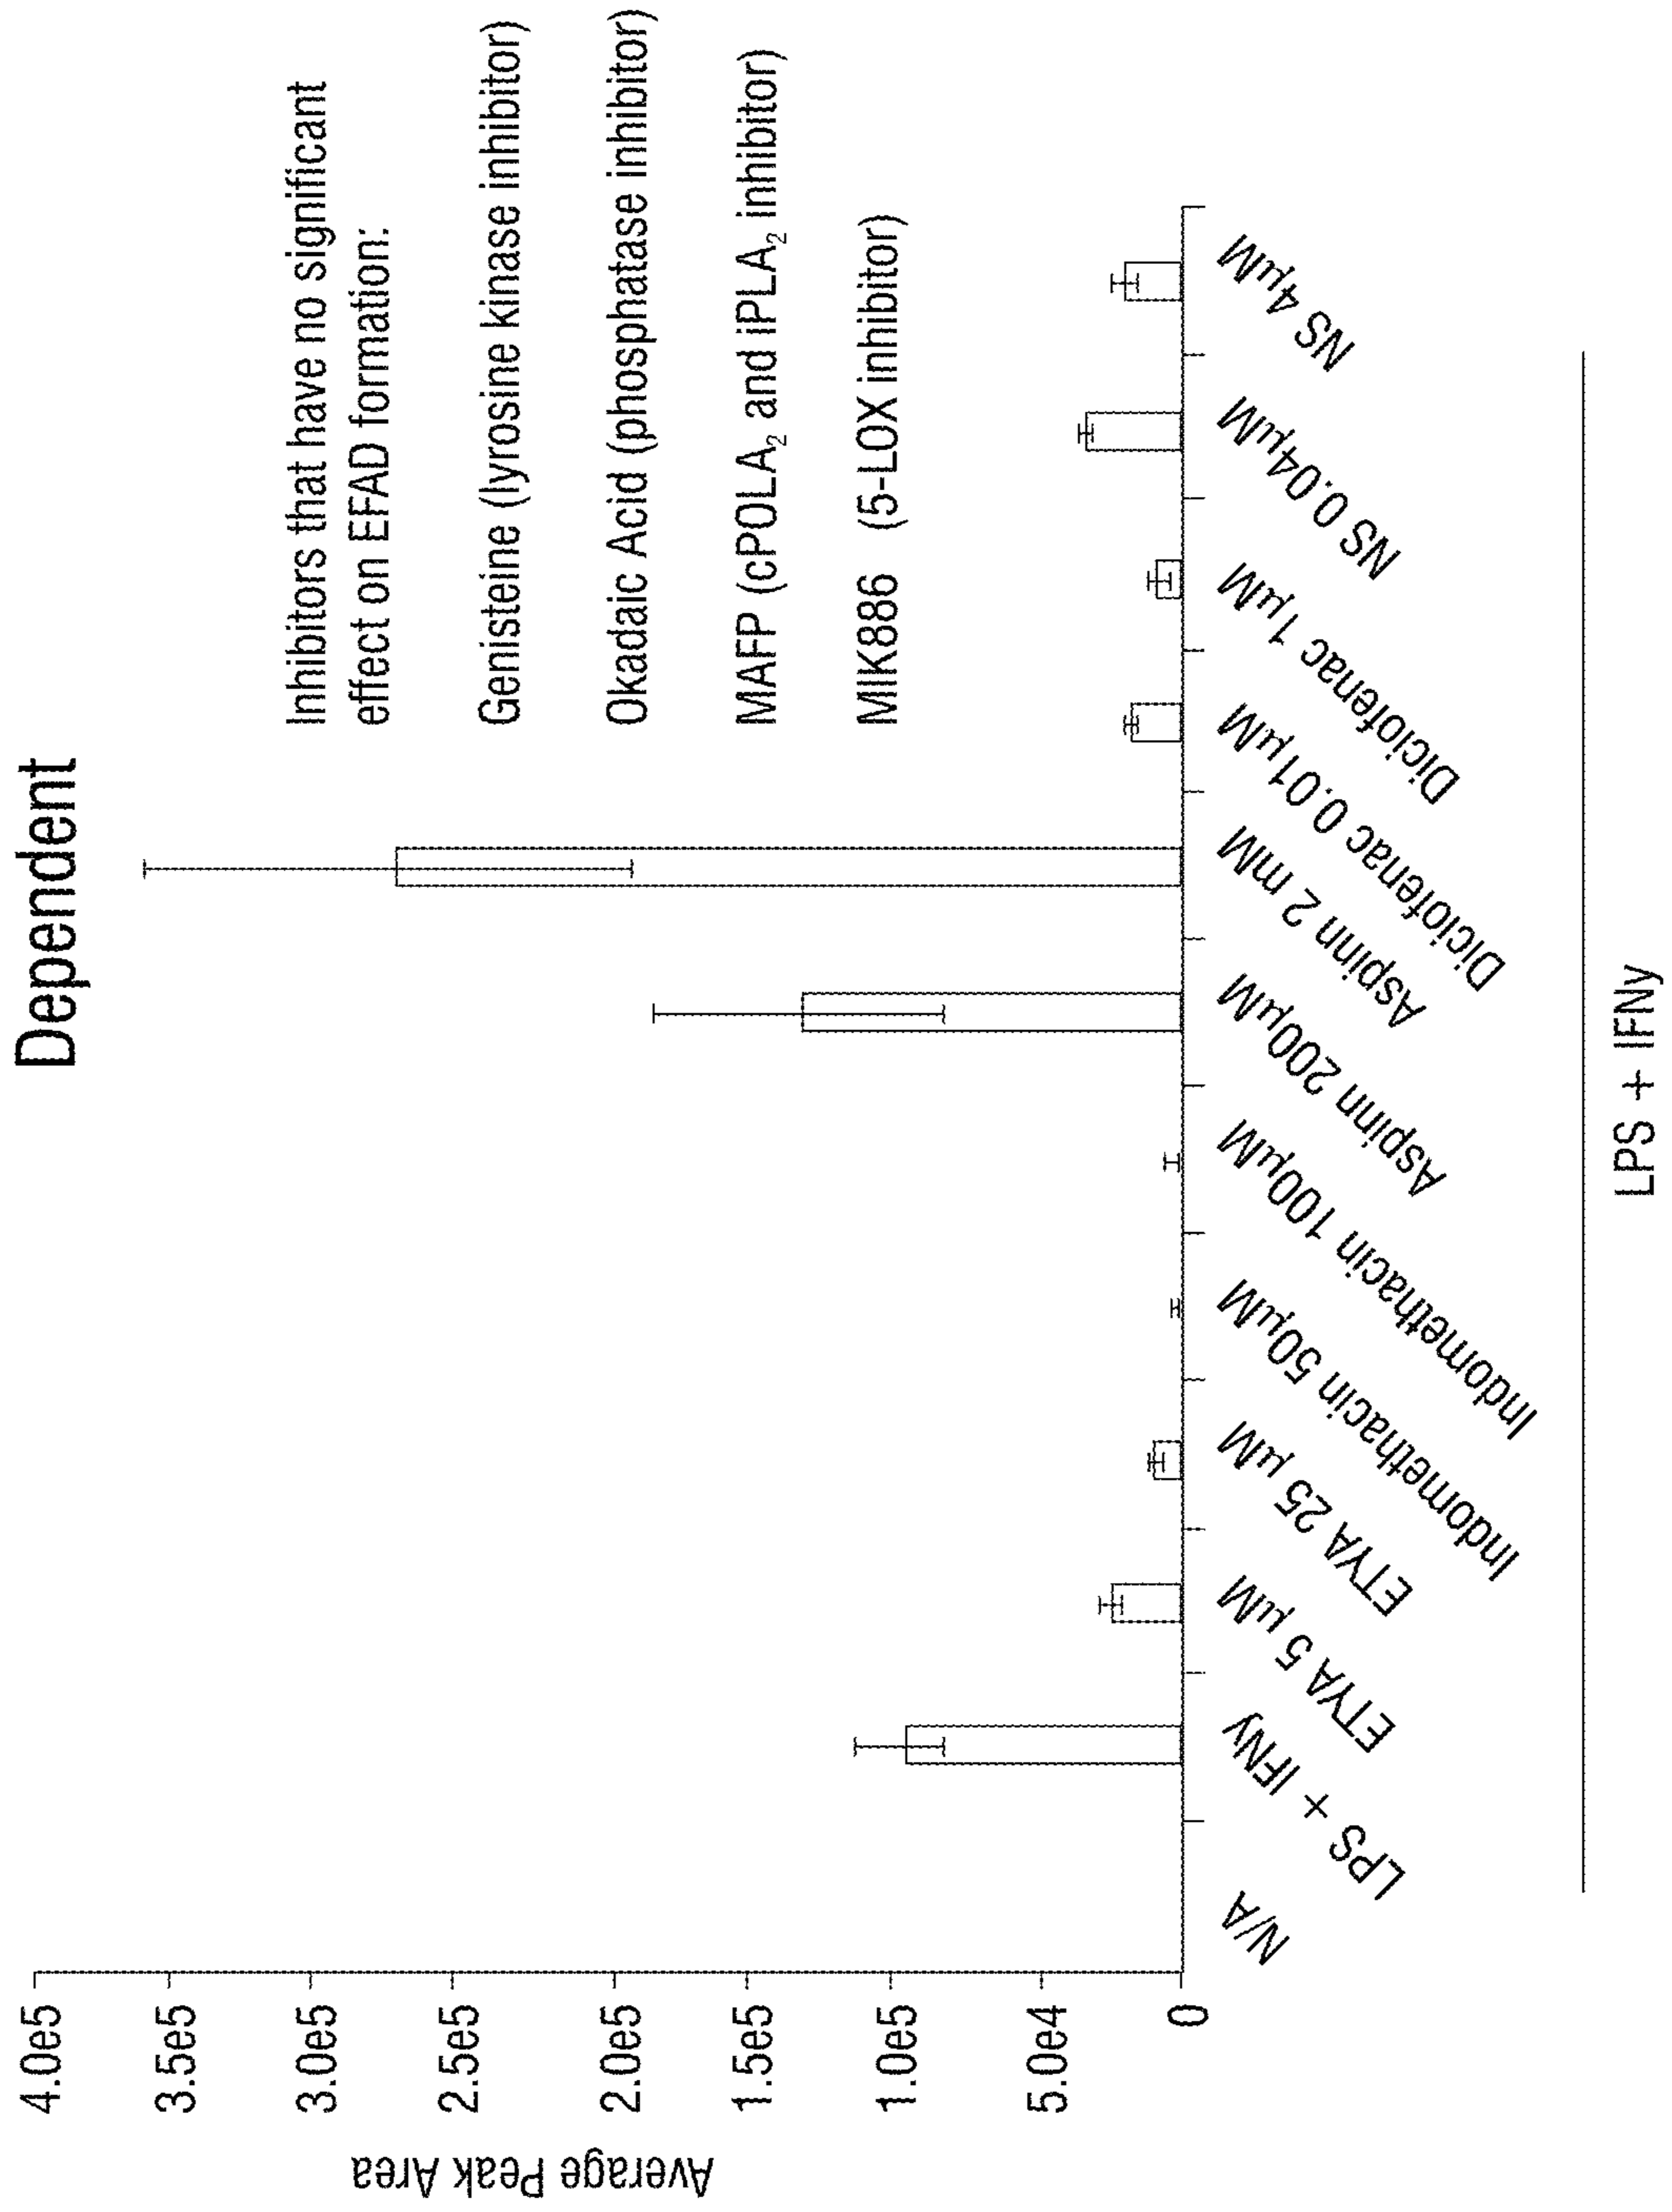 Dependent
Inhibitors that have no significant
effect on EFAD formation:
Genisteine (lyrosine kinase inhibitor)
Okadaic Acid (phosphatase inhibitor)
MAFP (cPOLA₂ and iPLA₂ inhibitor)
MIK886 (5-LOX inhibitor)
Average Peak Area
4.0e5
3.5e5
3.0e5
2.5e5
2.0e5
1.5e5
1.0e5
5.0e4
0
N/A
LPS + IFNy
ETYA 5 µM
ETYA 25 µM
Indomethacin 50µM
Indomethacin 100µM
Aspinn 200µM
Aspinn 2 mM
Diclofenac 0.01µM
Diclofenac 1µM
NS 0.04µM
NS 4µM
LPS + IFNy